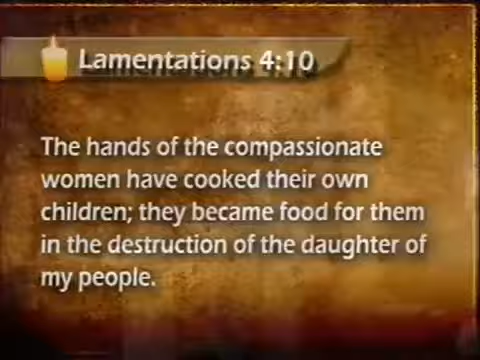 Lamentations 4:10
The hands of the compassionate
women have cooked their own
children; they became food for them
in the destruction of the daughter of
my people.